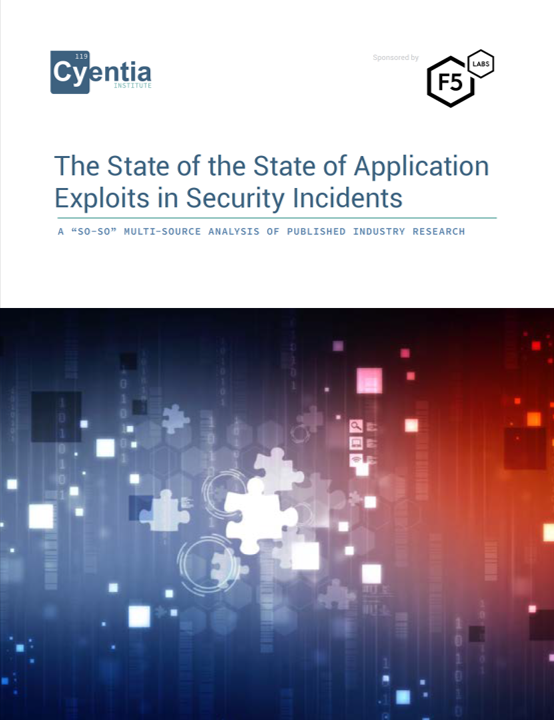 119
Cyentia
INSTITUTE
Sponsored by
F5
LABS
The State of the State of Application
Exploits in Security Incidents
A “SO-SO” MULTI-SOURCE ANALYSIS OF PUBLISHED INDUSTRY RESEARCH